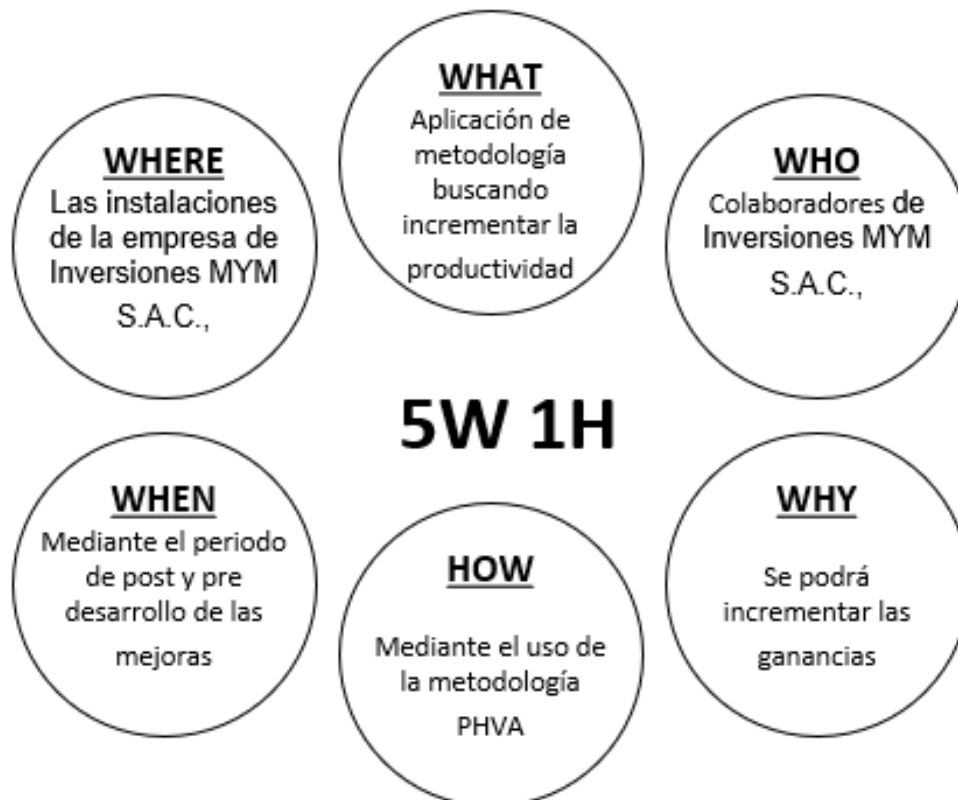 WHAT
Aplicación de
metodología
buscando
incrementar la
productividad
WHERE
Las instalaciones
de la empresa de
Inversiones MYM
S.A.C.,
WHO
Colaboradores de
Inversiones MYM
S.A.C.,
5W 1H
WHEN
Mediante el periodo
de post y pre
desarrollo de las
mejoras
HOW
Mediante el uso de
la metodología
PHVA
WHY
Se podrá
incrementar las
ganancias